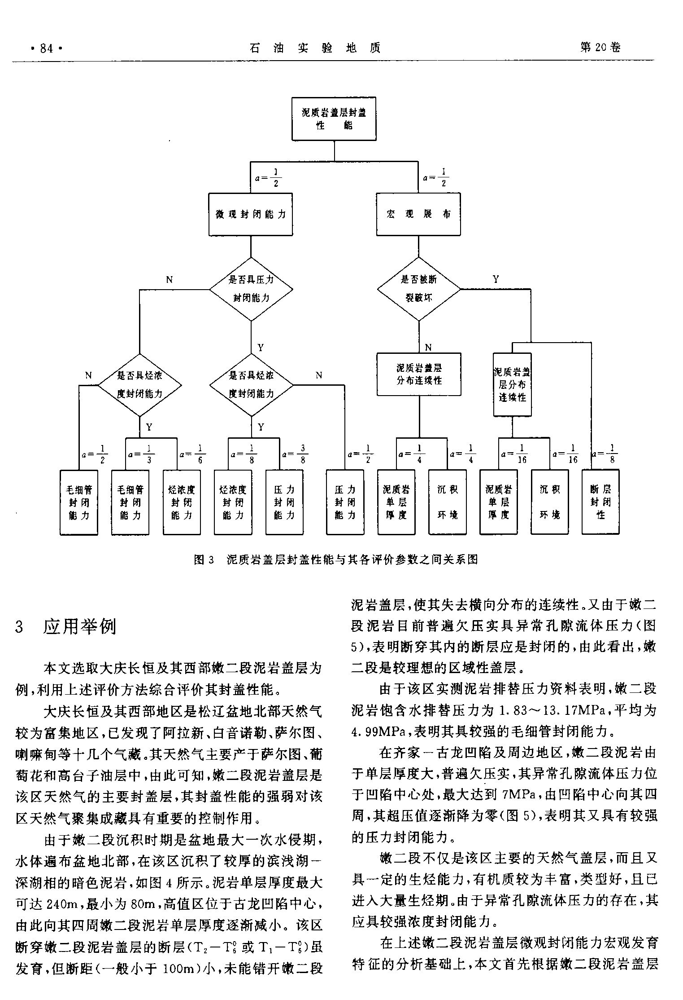 ·84·
石油实验地质
第20卷
泥质岩盖层封盖
性能
a=1/2
a=1/2
微观封闭能力
宏观展布
是否具压力
封闭能力
N
Y
是否被断
裂破坏
Y
N
是否具烃浓
度封闭能力
N
Y
是否具烃浓
度封闭能力
N
Y
泥质岩盖层
分布连续性
泥质岩盖
层分布
连续性
a=1/2
a=1/3
a=1/6
a=1/8
a=3/8
a=1/2
a=1/4
a=1/4
a=1/16
a=1/16
a=1/8
毛细管
封闭
能力
毛细管
封闭
能力
烃浓度
封闭
能力
烃浓度
封闭
能力
压力
封闭
能力
压力
封闭
能力
泥质岩
单层
厚度
沉积
环境
泥质岩
单层
厚度
沉积
环境
断层
封闭
性
图3 泥质岩盖层封盖性能与其各评价参数之间关系图
3 应用举例
本文选取大庆长恒及其西部嫩二段泥岩盖层为
例,利用上述评价方法综合评价其封盖性能。
大庆长恒及其西部地区是松辽盆地北部天然气
较为富集地区,已发现了阿拉新、白音诺勒、萨尔图、
喇嘛甸等十几个气藏。其天然气主要产于萨尔图、葡
萄花和高台子油层中,由此可知,嫩二段泥岩盖层是
该区天然气的主要封盖层,其封盖性能的强弱对该
区天然气聚集成藏具有重要的控制作用。
由于嫩二段沉积时期是盆地最大一次水侵期,
水体遍布盆地北部,在该区沉积了较厚的滨浅湖—
深湖相的暗色泥岩,如图4所示。泥岩单层厚度最大
可达240m,最小为80m,高值区位于古龙凹陷中心,
由此向其四周嫩二段泥岩单层厚度逐渐减小。该区
断穿嫩二段泥岩盖层的断层(T₂—T⁰₆或T₁—T⁰₆)虽
发育,但断距(一般小于100m)小,未能错开嫩二段
泥岩盖层,使其失去横向分布的连续性。又由于嫩二
段泥岩目前普遍欠压实具异常孔隙流体压力(图
5),表明断穿其内的断层应是封闭的,由此看出,嫩
二段是较理想的区域性盖层。
由于该区实测泥岩排替压力资料表明,嫩二段
泥岩饱含水排替压力为1.83～13.17MPa,平均为
4.99MPa,表明其具较强的毛细管封闭能力。
在齐家—古龙凹陷及周边地区,嫩二段泥岩由
于单层厚度大,普遍欠压实,其异常孔隙流体压力位
于凹陷中心处,最大达到7MPa,由凹陷中心向其四
周,其超压值逐渐降为零(图5),表明其又具有较强
的压力封闭能力。
嫩二段不仅是该区主要的天然气盖层,而且又
具一定的生烃能力,有机质较为丰富,类型好,且已
进入大量生烃期。由于异常孔隙流体压力的存在,其
应具较强浓度封闭能力。
在上述嫩二段泥岩盖层微观封闭能力宏观发育
特征的分析基础上,本文首先根据嫩二段泥岩盖层